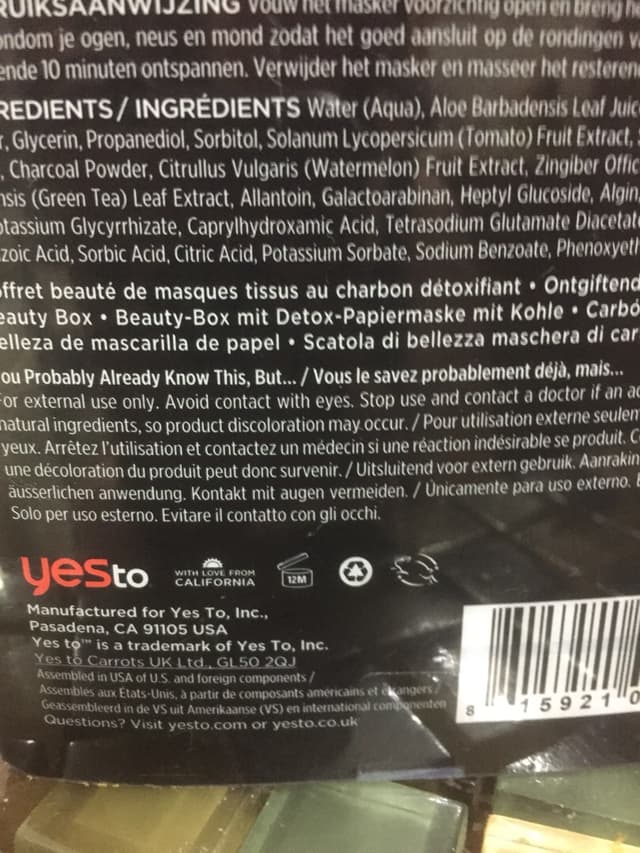 RUIKSAANWIJZING Vouw het masker voorzichtig open en breng
ondom je ogen, neus en mond zodat het goed aansluit op de rondingen
ende 10 minuten ontspannen. Verwijder het masker en masseer het resteren
REDIENTS / INGRÉDIENTS Water (Aqua), Aloe Barbadensis Leaf Juic
r, Glycerin, Propanediol, Sorbitol, Solanum Lycopersicum (Tomato) Fruit Extract,
, Charcoal Powder, Citrullus Vulgaris (Watermelon) Fruit Extract, Zingiber Offic
nsis (Green Tea) Leaf Extract, Allantoin, Galactoarabinan, Heptyl Glucoside, Algin
otassium Glycyrrhizate, Caprylhydroxamic Acid, Tetrasodium Glutamate Diacetat
zoic Acid, Sorbic Acid, Citric Acid, Potassium Sorbate, Sodium Benzoate, Phenoxyeth
offret beauté de masques tissus au charbon détoxifiant • Ontgiftend
eauty Box • Beauty-Box mit Detox-Papiermaske mit Kohle • Carbo
elleza de mascarilla de papel • Scatola di bellezza maschera di car
ou Probably Already Know This, But... / Vous le savez probablement déjà, mais...
For external use only. Avoid contact with eyes. Stop use and contact a doctor if an ad
natural ingredients, so product discoloration may occur. / Pour utilisation externe seulem
yeux. Arrêtez l'utilisation et contactez un médecin si une réaction indésirable se produit. C
une décoloration du produit peut donc survenir. / Uitsluitend voor extern gebruik. Aanrakin
äusserlichen anwendung. Kontakt mit augen vermeiden. / Únicamente para uso externo.
Solo per uso esterno. Evitare il contatto con gli occhi.
yesto
WITH LOVE FROM
CALIFORNIA
12M
Manufactured for Yes To, Inc.,
Pasadena, CA 91105 USA
Yes to™ is a trademark of Yes To, Inc.
Yes to Carrots UK Ltd., GL50 2QJ
Assembled in USA of U.S. and foreign components /
Assemblés aux États-Unis, à partir de composants américains et étrangers /
Geassembleerd in de VS uit Amerikaanse (VS) en international componenten
Questions? Visit yesto.com or yesto.co.uk
8 15921 0